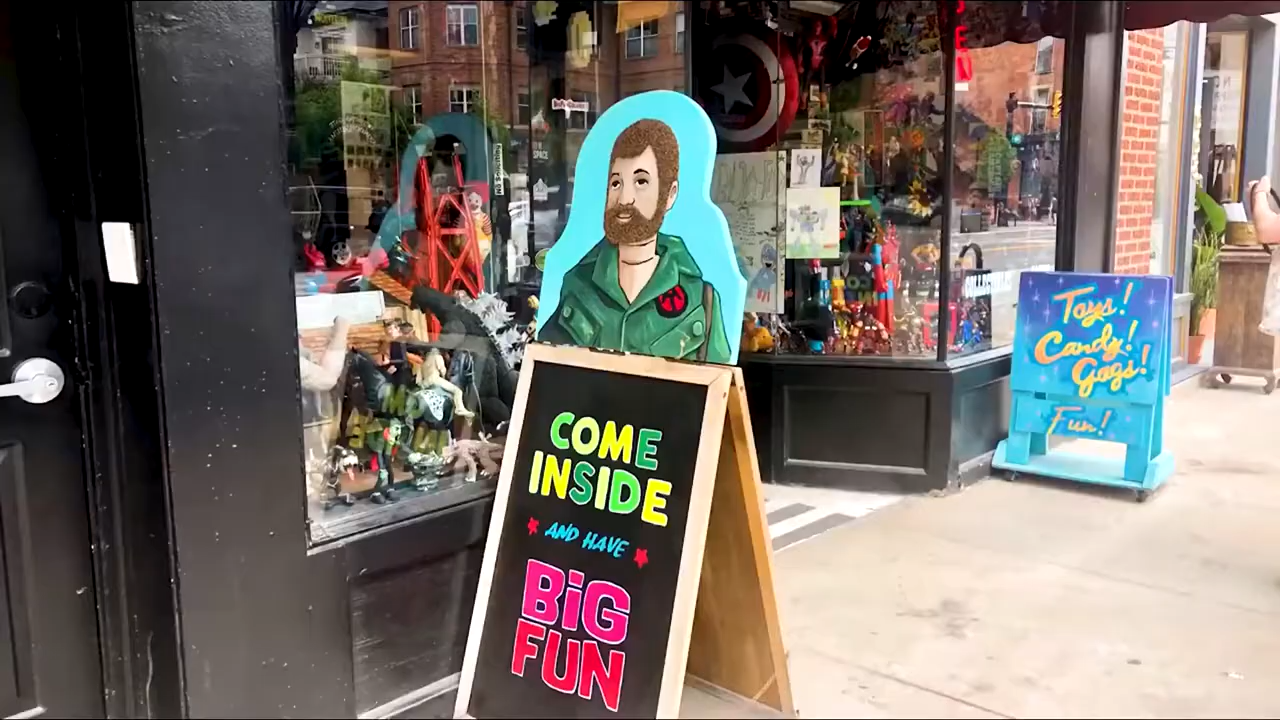 COME
INSIDE
AND HAVE
BiG
FUN
Toys!
Candy!
Gags!
Fun!